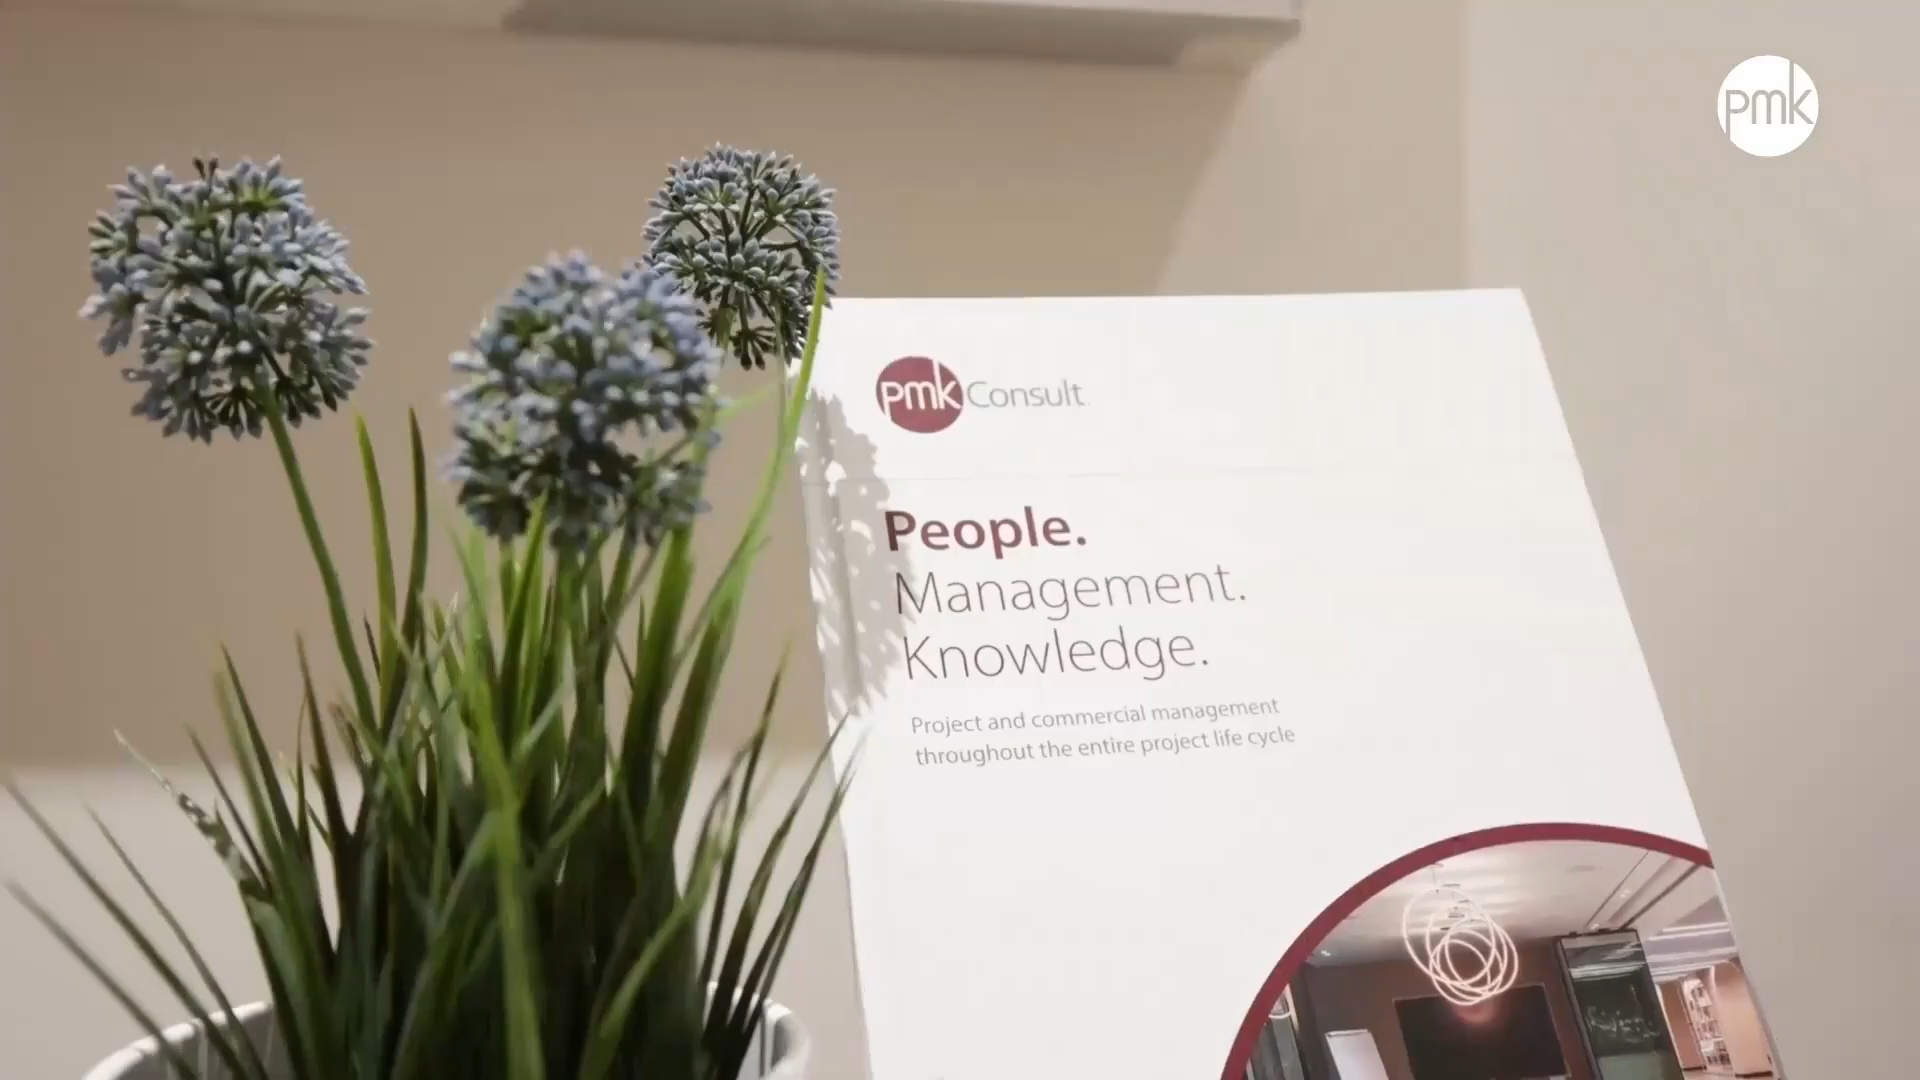 pmk
pmk Consult.
People.
Management.
Knowledge.
Project and commercial management
throughout the entire project life cycle